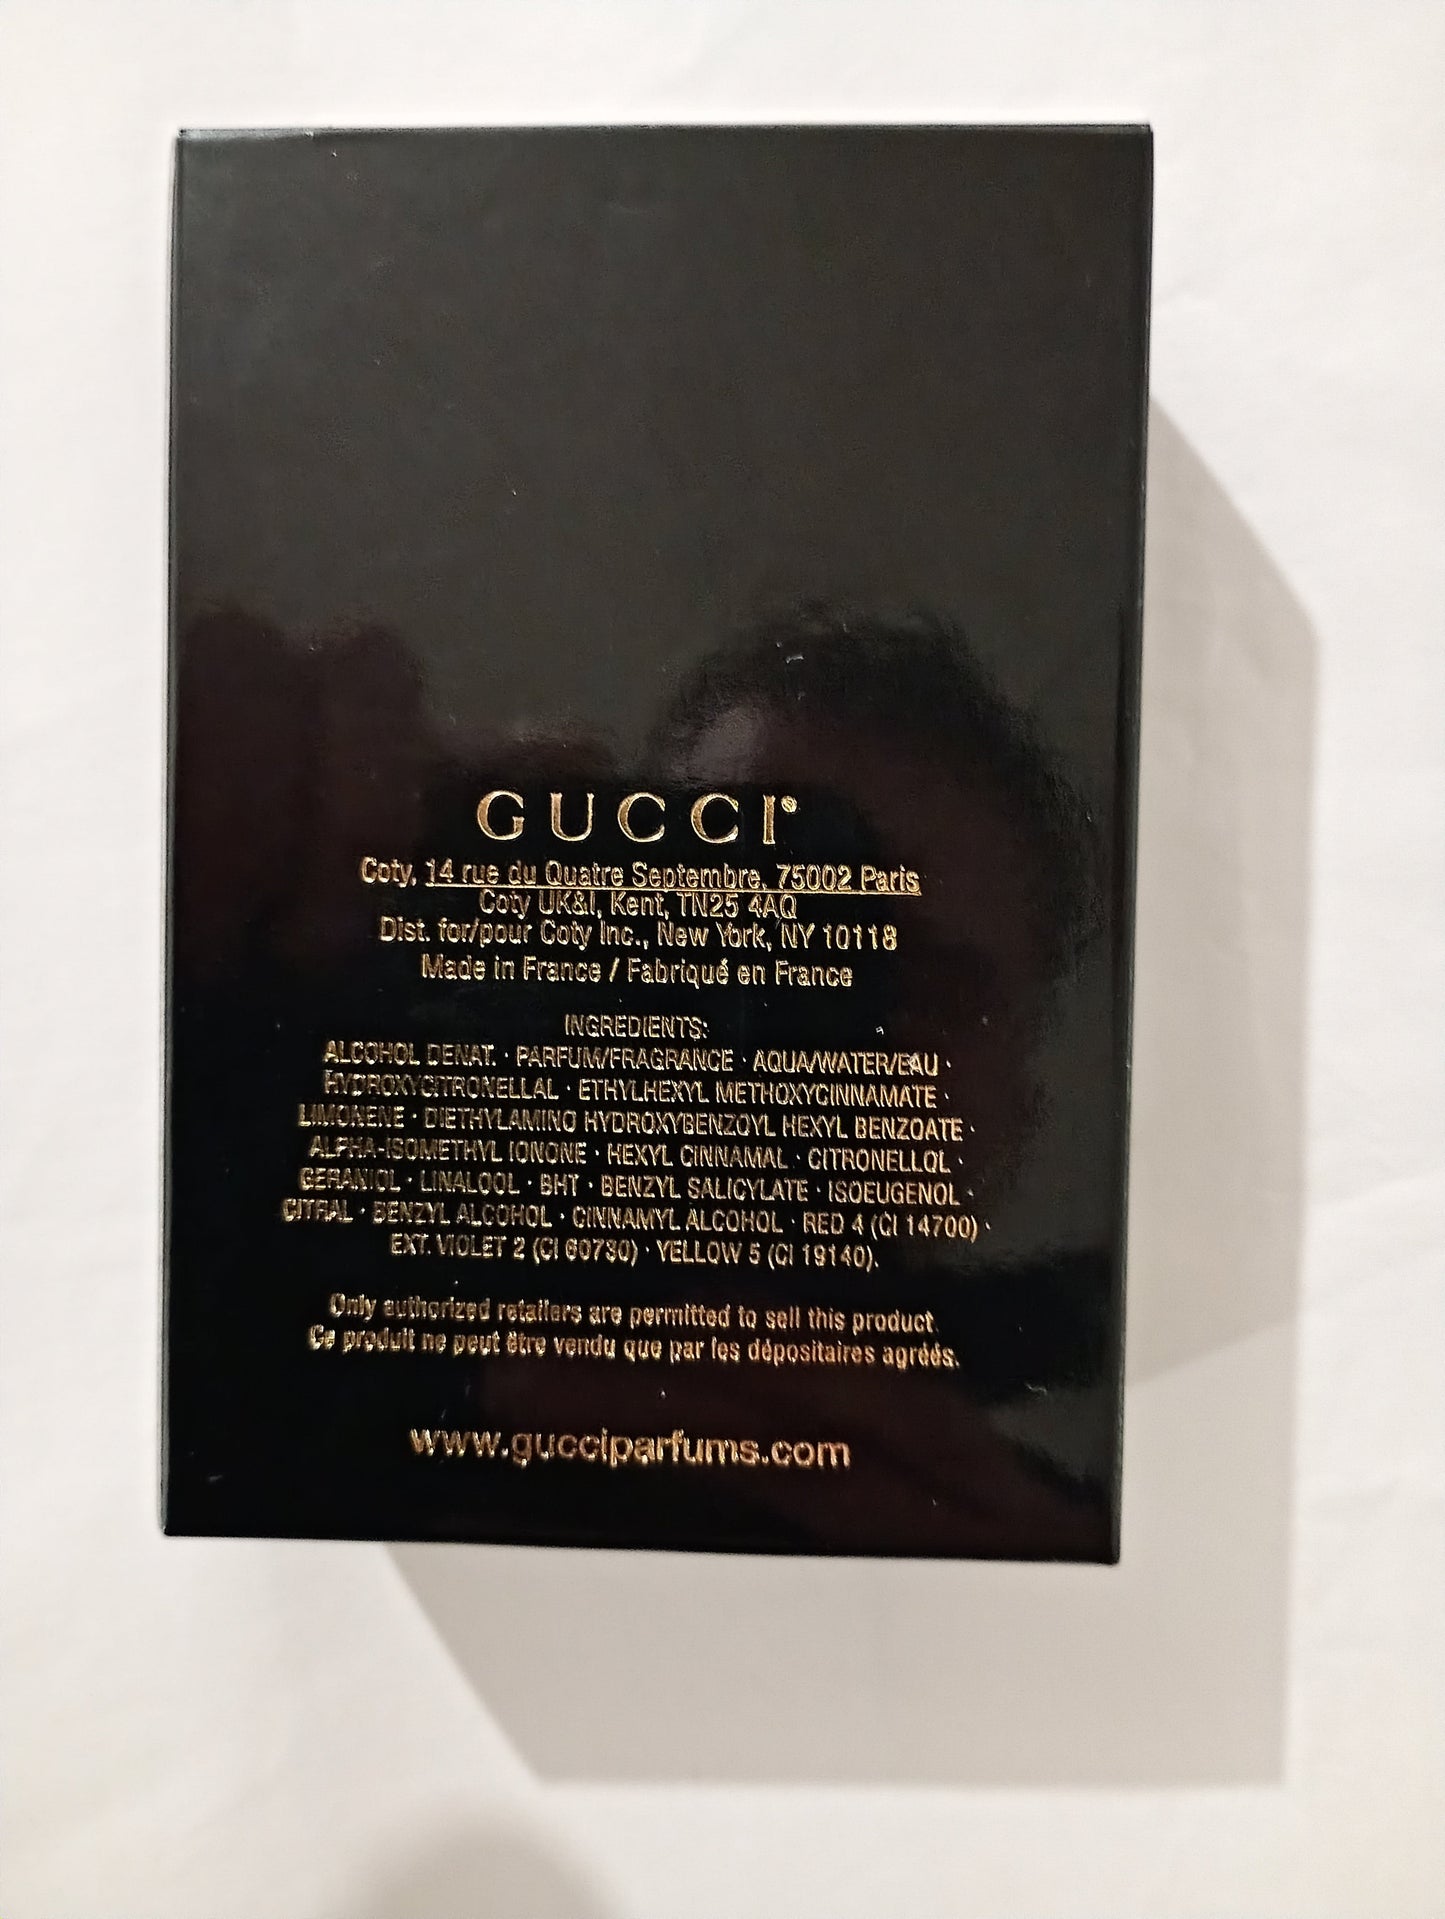 GUCCI®
Coty, 14 rue du Quatre Septembre, 75002 Paris
Coty UK&I, Kent, TN25 4AQ
Dist. for/pour Coty Inc., New York, NY 10118
Made in France / Fabriqué en France
INGREDIENTS:
ALCOHOL DENAT. · PARFUM/FRAGRANCE · AQUA/WATER/EAU ·
HYDROXYCITRONELLAL · ETHYLHEXYL METHOXYCINNAMATE ·
LIMONENE · DIETHYLAMINO HYDROXYBENZOYL HEXYL BENZOATE ·
ALPHA-ISOMETHYL IONONE · HEXYL CINNAMAL · CITRONELLOL ·
GERANIOL · LINALOOL · BHT · BENZYL SALICYLATE · ISOEUGENOL ·
CITRAL · BENZYL ALCOHOL · CINNAMYL ALCOHOL · RED 4 (CI 14700) ·
EXT. VIOLET 2 (CI 60730) · YELLOW 5 (CI 19140).
Only authorized retailers are permitted to sell this product.
Ce produit ne peut être vendu que par les dépositaires agréés.
www.gucciparfums.com